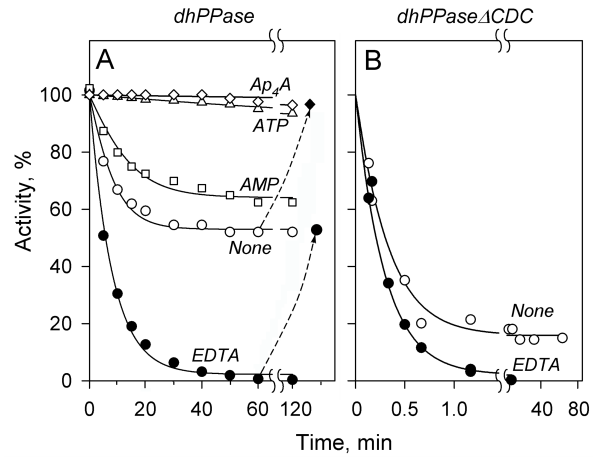 dhPPase
dhPPaseΔCDC
A
B
Activity, %
100
80
60
40
20
0
Ap4A
ATP
AMP
None
EDTA
None
EDTA
0 20 40 60 120
0 0.5 1.0 40 80
Time, min